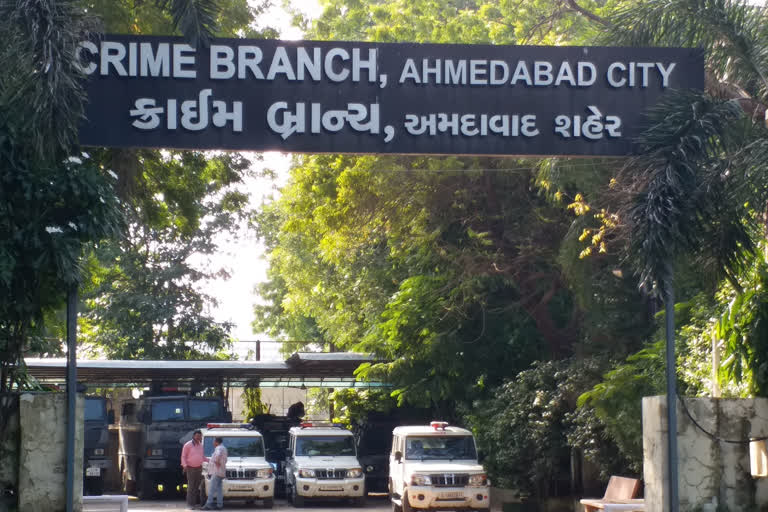 CRIME BRANCH, AHMEDABAD CITY
ક્રાઈમ બ્રાન્ચ, અમદાવાદ શહેર